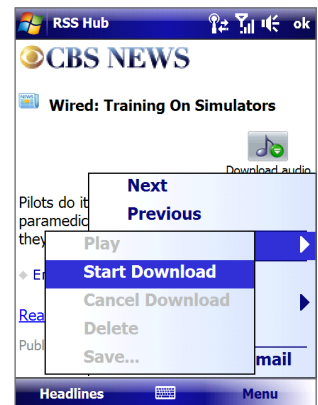 RSS Hub
ok
CBS NEWS
NEWS
Wired: Training On Simulators
Download audio
Next
Pilots do it
Previous
paramedic
they
Play
Start Download
Cancel Download
Delete
Rea
Save...
Publ
mail
Headlines
Menu